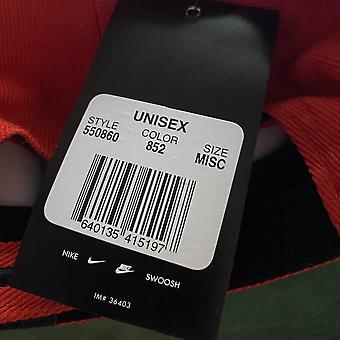 UNISEX
STYLE COLOR SIZE
550860 852 MISC
640135 415197
NIKE SWOOSH
IM# 36403